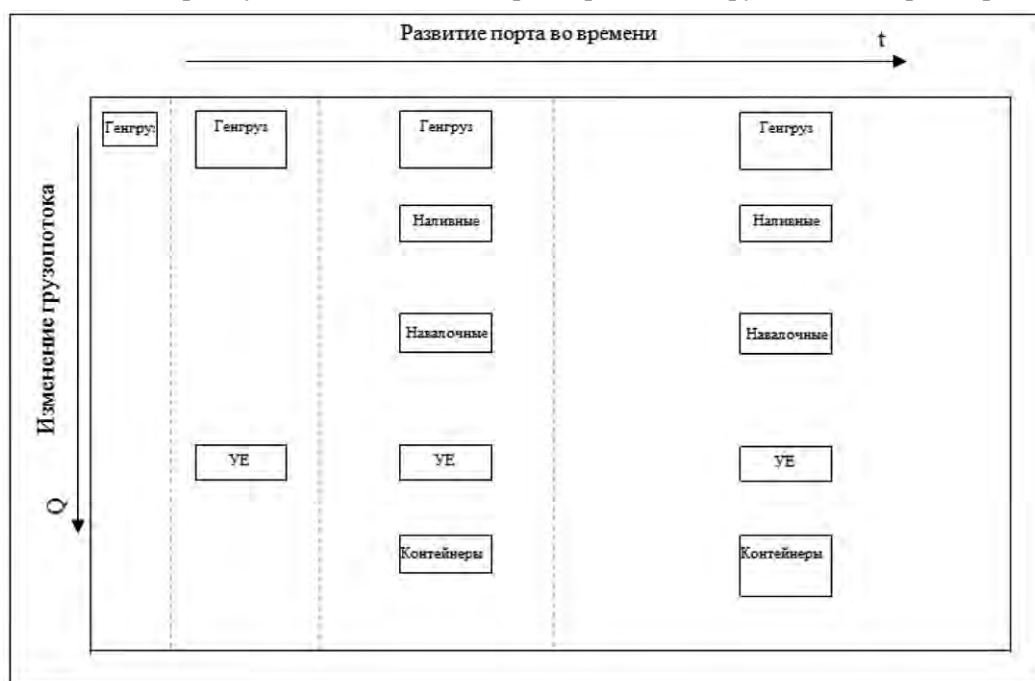 Развитие порта во времени
t
Изменение грузопотока
Q
Генгруз
Генгруз
Генгруз
Генгруз
Наливные
Наливные
Навалочные
Навалочные
УЕ
УЕ
УЕ
Контейнеры
Контейнеры